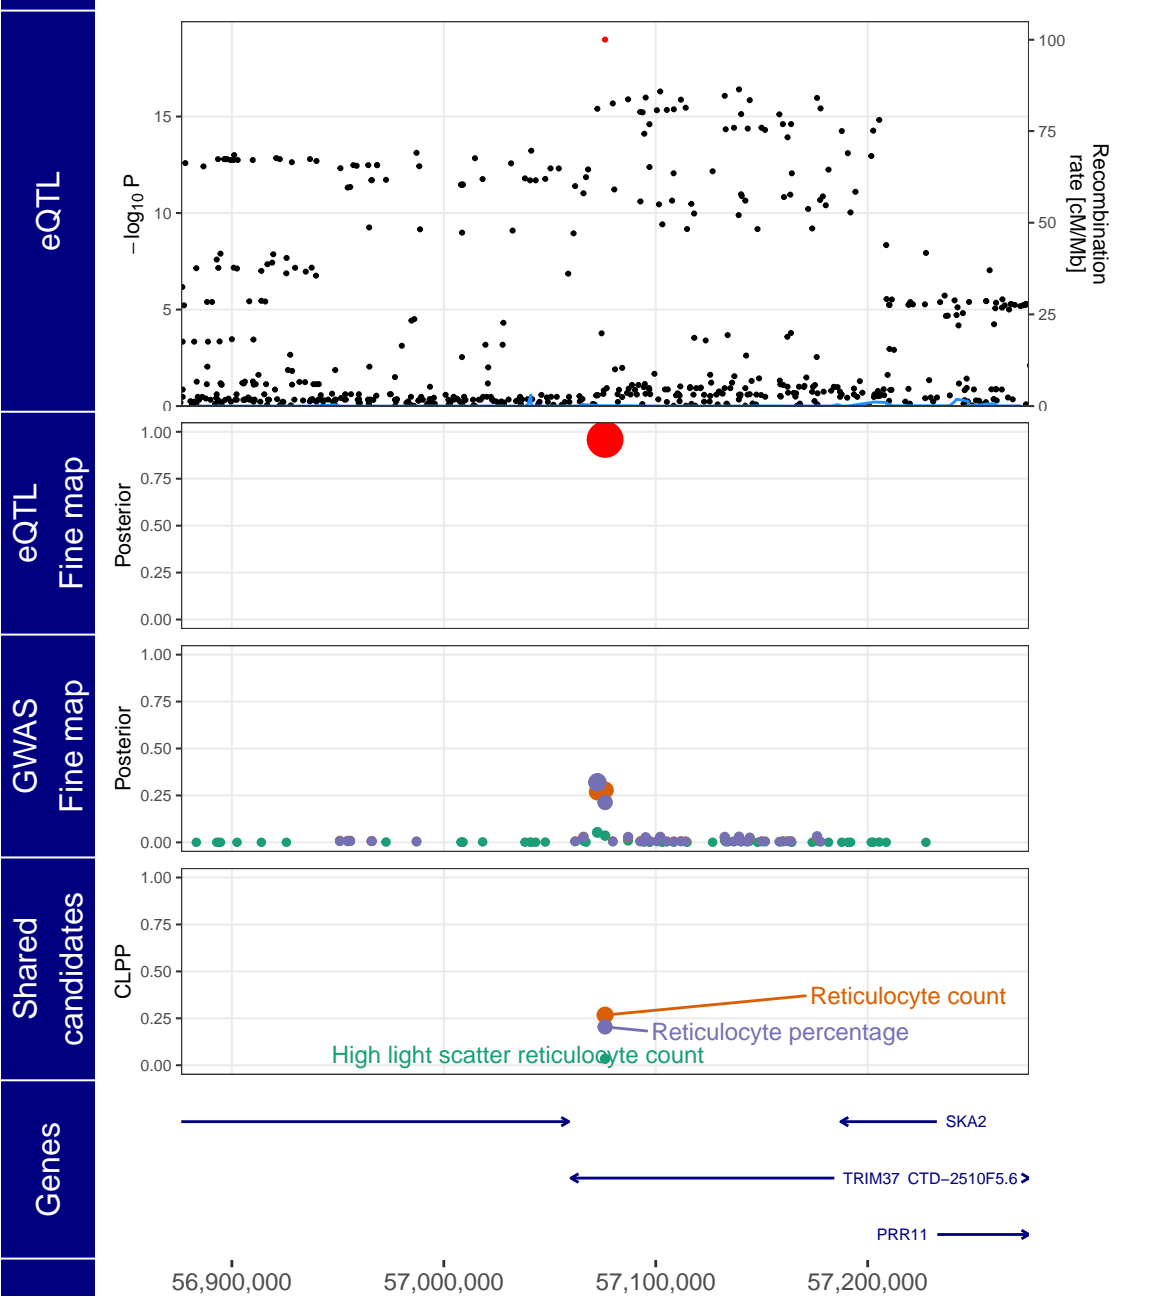 eQTL
−log10 P
15
10
5
0
100
75
50
25
0
Recombination
rate [cM/Mb]
eQTL
Fine map
Posterior
1.00
0.75
0.50
0.25
0.00
GWAS
Fine map
Posterior
1.00
0.75
0.50
0.25
0.00
Shared
candidates
CLPP
1.00
0.75
0.50
0.25
0.00
Reticulocyte count
Reticulocyte percentage
High light scatter reticulocyte count
Genes
SKA2
TRIM37 CTD−2510F5.6
PRR11
56,900,000 57,000,000 57,100,000 57,200,000